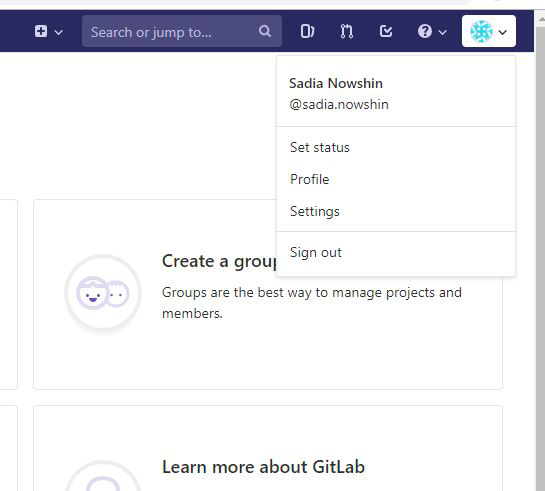 Search or jump to...
Sadia Nowshin
@sadia.nowshin
Set status
Profile
Settings
Sign out
Create a group
Groups are the best way to manage projects and
members.
Learn more about GitLab